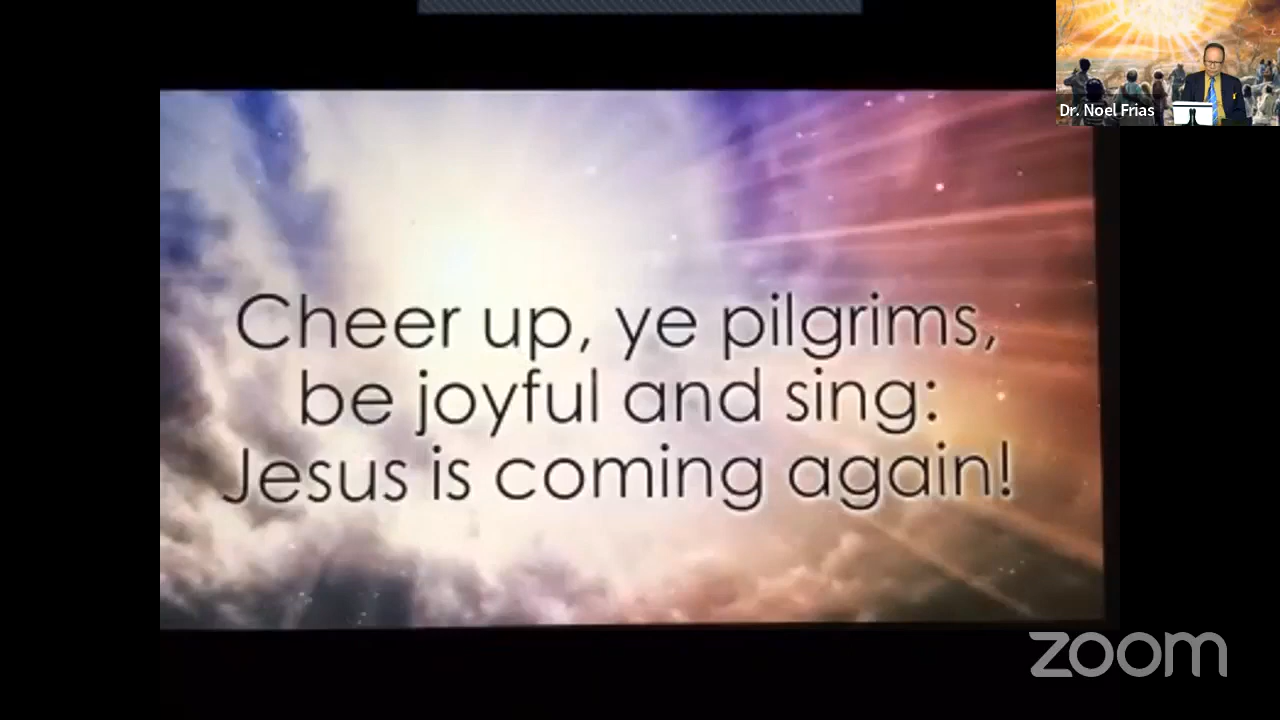 Dr. Noel Frias
Cheer up, ye pilgrims,
be joyful and sing:
Jesus is coming again!
zoom